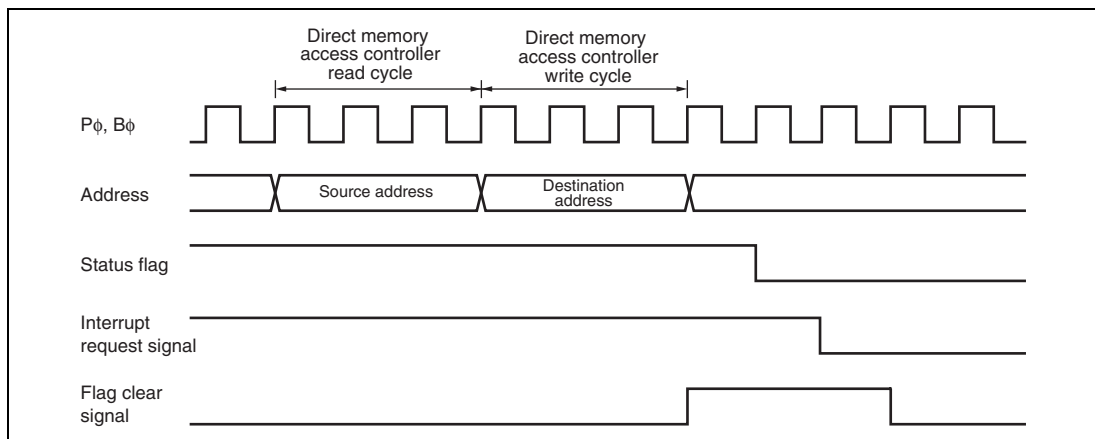 Direct memory
access controller
read cycle
Direct memory
access controller
write cycle
Pϕ, Bϕ
Address
Source address
Destination
address
Status flag
Interrupt
request signal
Flag clear
signal